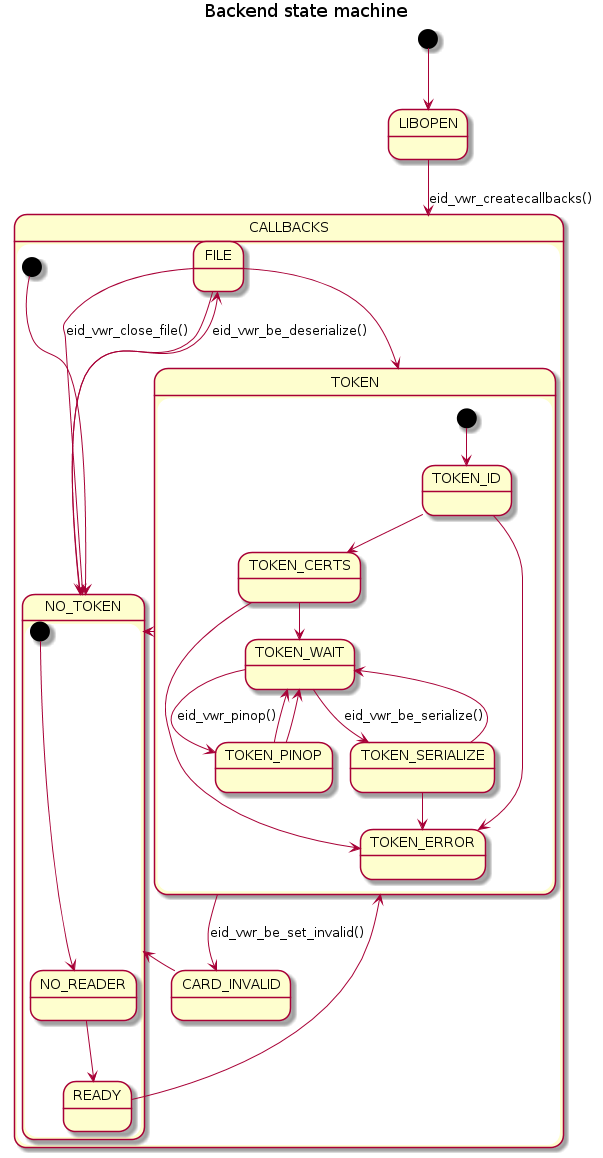 Backend state machine
LIBOPEN
eid_vwr_createcallbacks()
CALLBACKS
FILE
eid_vwr_close_file()
eid_vwr_be_deserialize()
TOKEN
TOKEN_ID
TOKEN_CERTS
NO_TOKEN
TOKEN_WAIT
eid_vwr_pinop()
eid_vwr_be_serialize()
TOKEN_PINOP
TOKEN_SERIALIZE
TOKEN_ERROR
eid_vwr_be_set_invalid()
NO_READER
CARD_INVALID
READY